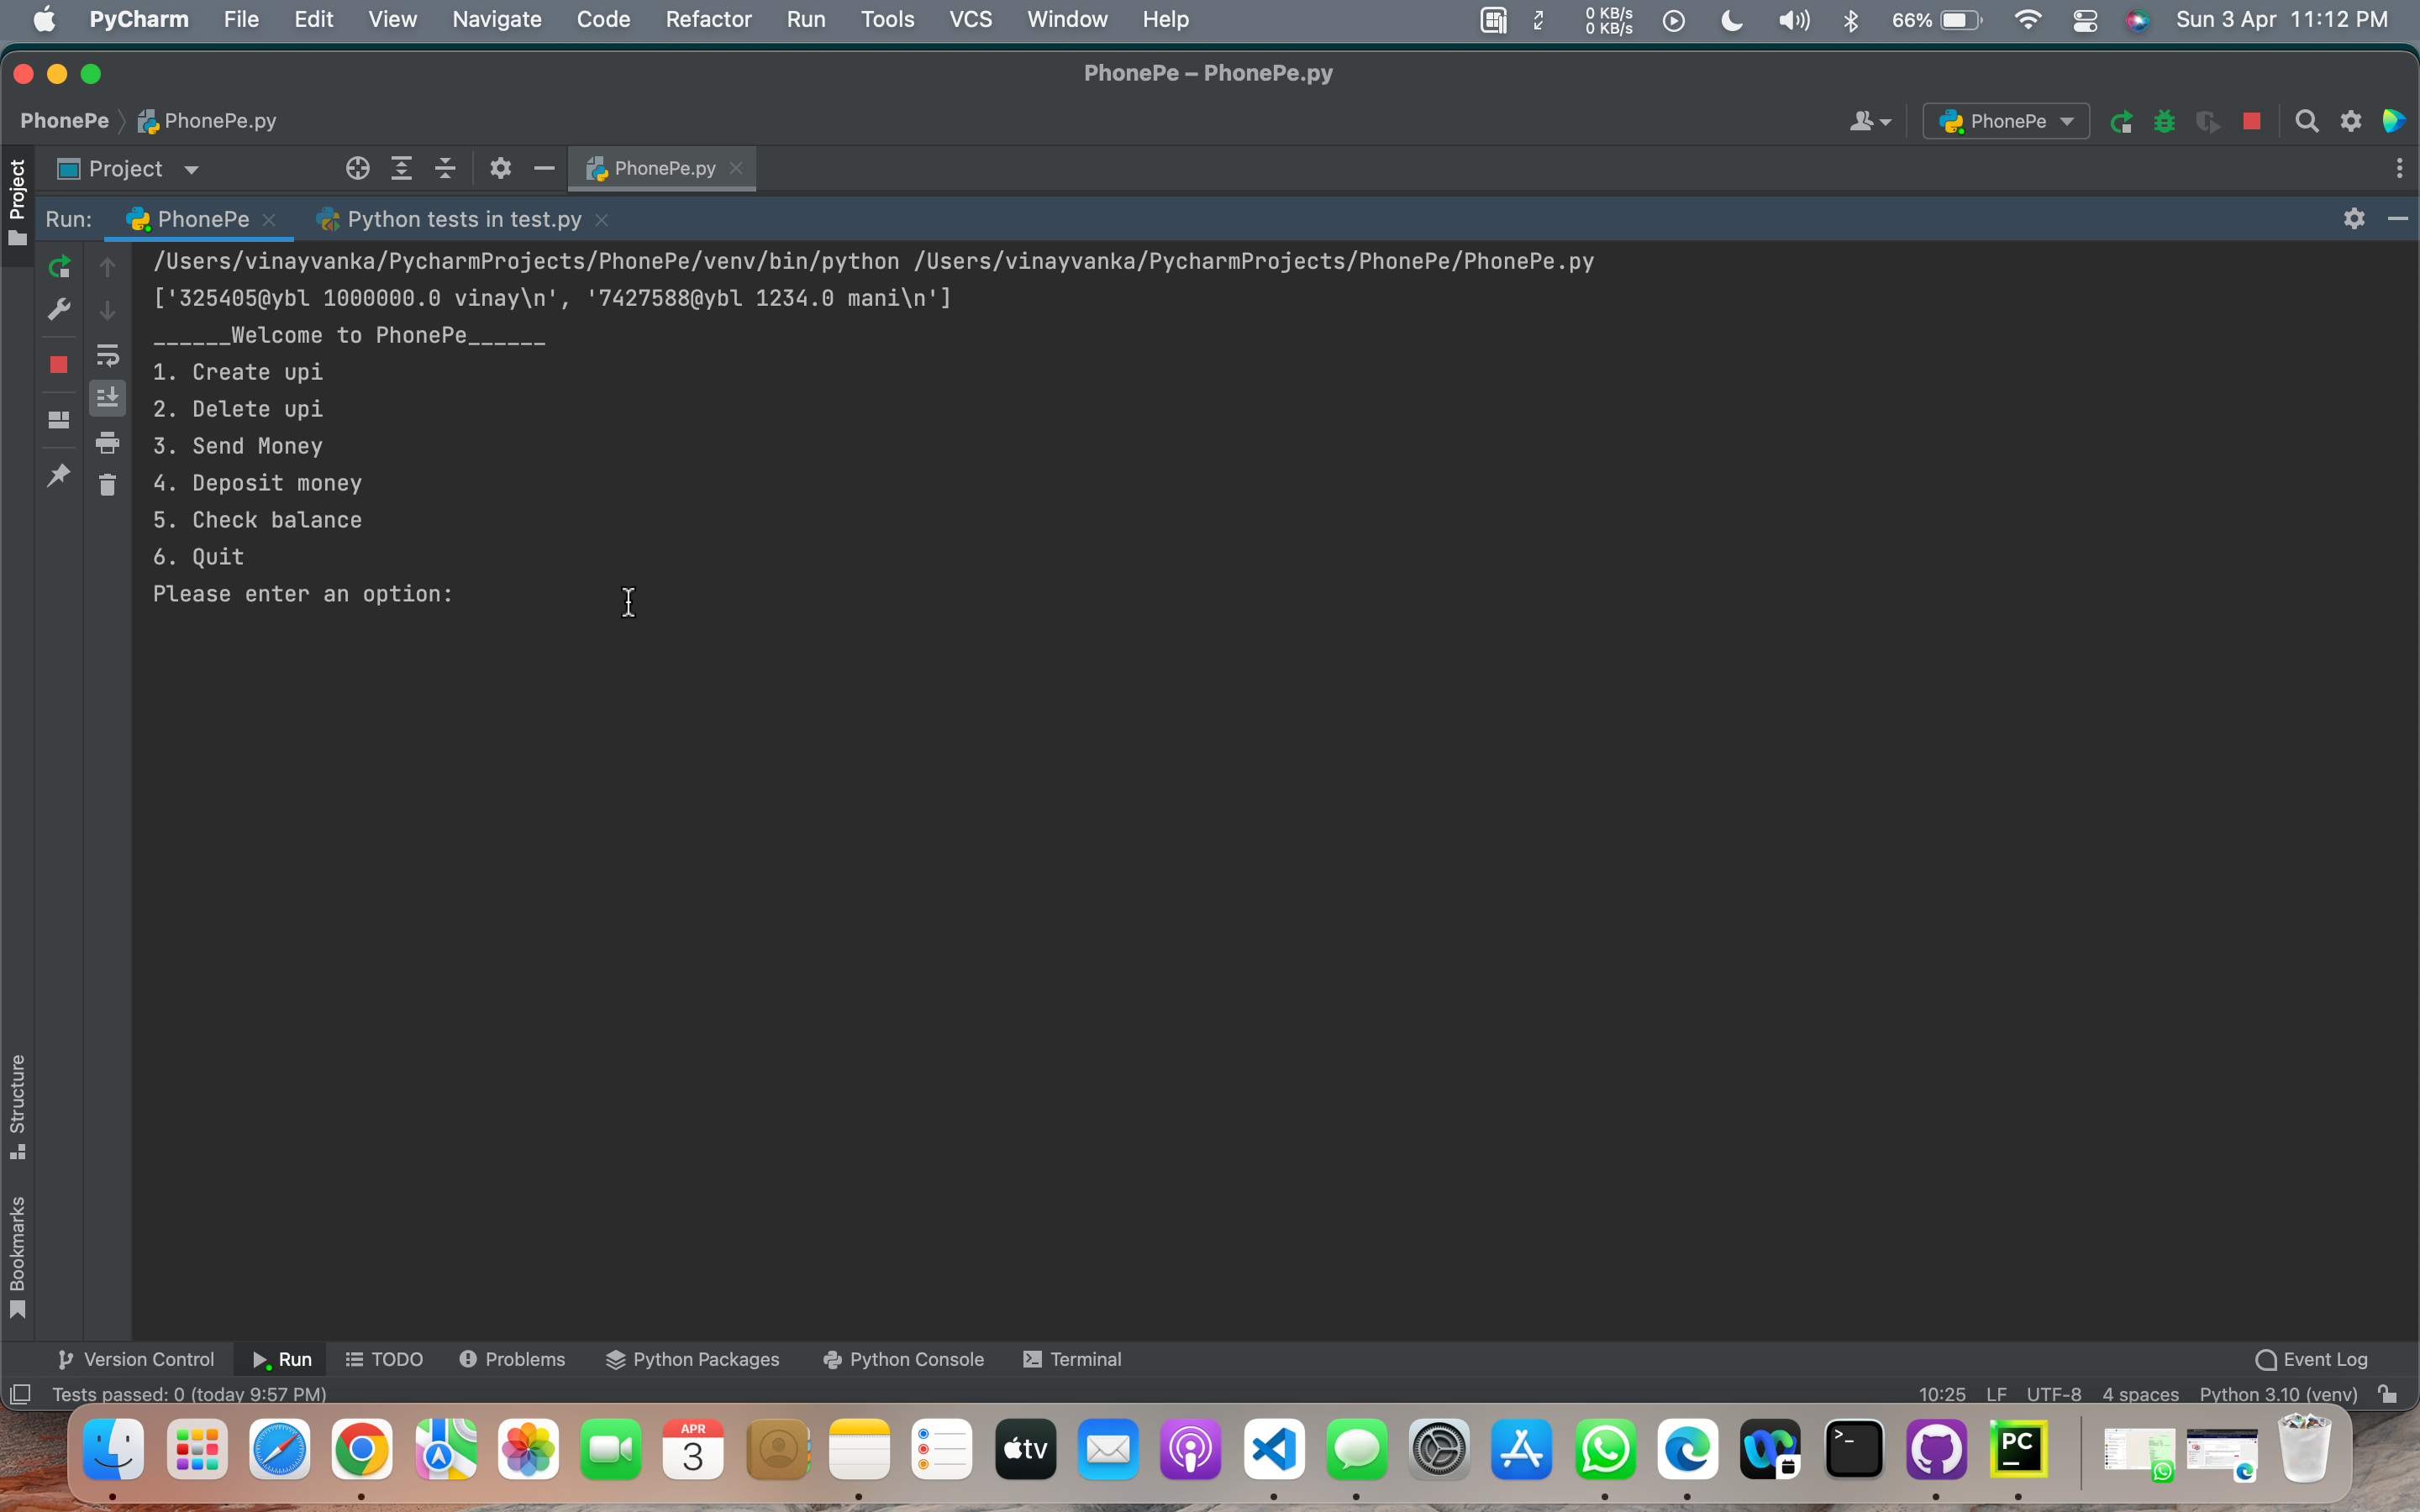 PyCharm File Edit View Navigate Code Refactor Run Tools VCS Window Help 0 KB/s 0 KB/s 66% Sun 3 Apr 11:12 PM
PhonePe – PhonePe.py
PhonePe PhonePe.py PhonePe
Project Project PhonePe.py
Run: PhonePe Python tests in test.py
/Users/vinayvanka/PycharmProjects/PhonePe/venv/bin/python /Users/vinayvanka/PycharmProjects/PhonePe/PhonePe.py
['325405@ybl 1000000.0 vinay\n', '7427588@ybl 1234.0 mani\n']
______Welcome to PhonePe______
1. Create upi
2. Delete upi
3. Send Money
4. Deposit money
5. Check balance
6. Quit
Please enter an option:
Structure
Bookmarks
Version Control Run TODO Problems Python Packages Python Console Terminal Event Log
Tests passed: 0 (today 9:57 PM) 10:25 LF UTF-8 4 spaces Python 3.10 (venv)
APR
3
tv
>_
PC